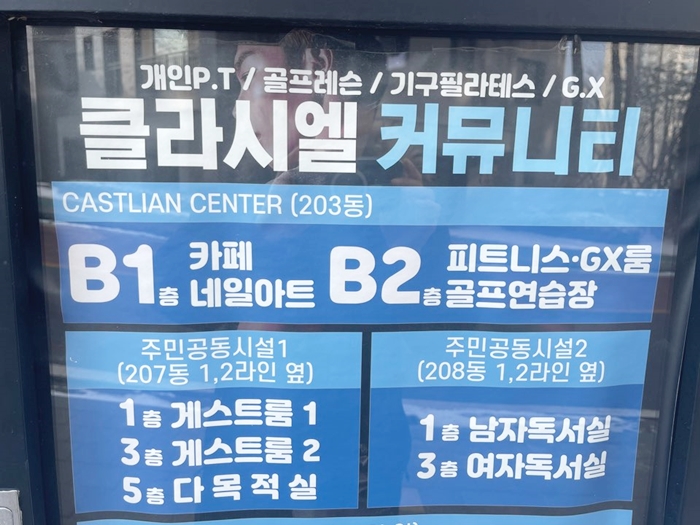 개인P.T / 골프레슨 / 기구필라테스 / G.X
클라시엘 커뮤니티
CASTLIAN CENTER (203동)
B1층 카페 네일아트
B2층 피트니스·GX룸 골프연습장
주민공동시설1
(207동 1,2라인 옆)
1층 게스트룸 1
3층 게스트룸 2
5층 다목적실
주민공동시설2
(208동 1,2라인 옆)
1층 남자독서실
3층 여자독서실